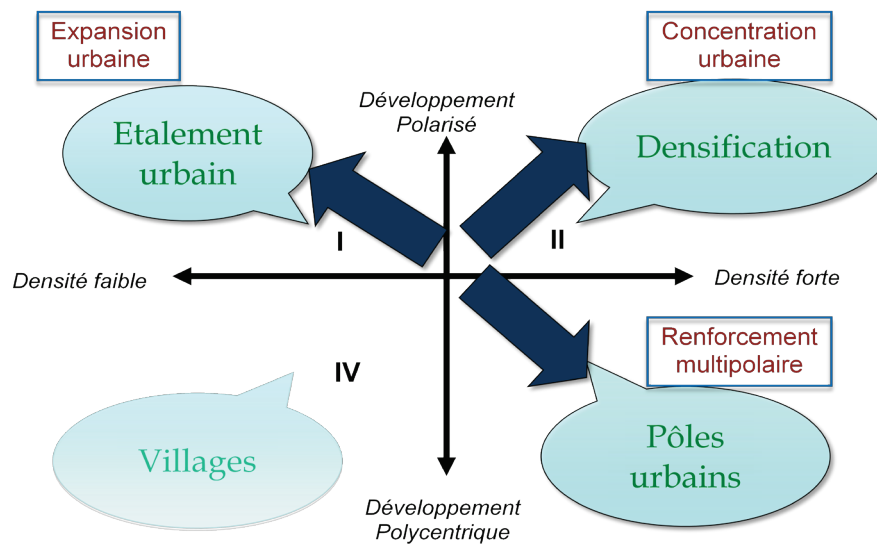 Expansion
urbaine
Concentration
urbaine
Développement
Polarisé
Etalement
urbain
Densification
I
II
Densité faible
Densité forte
Renforcement
multipolaire
IV
Villages
Pôles
urbains
Développement
Polycentrique